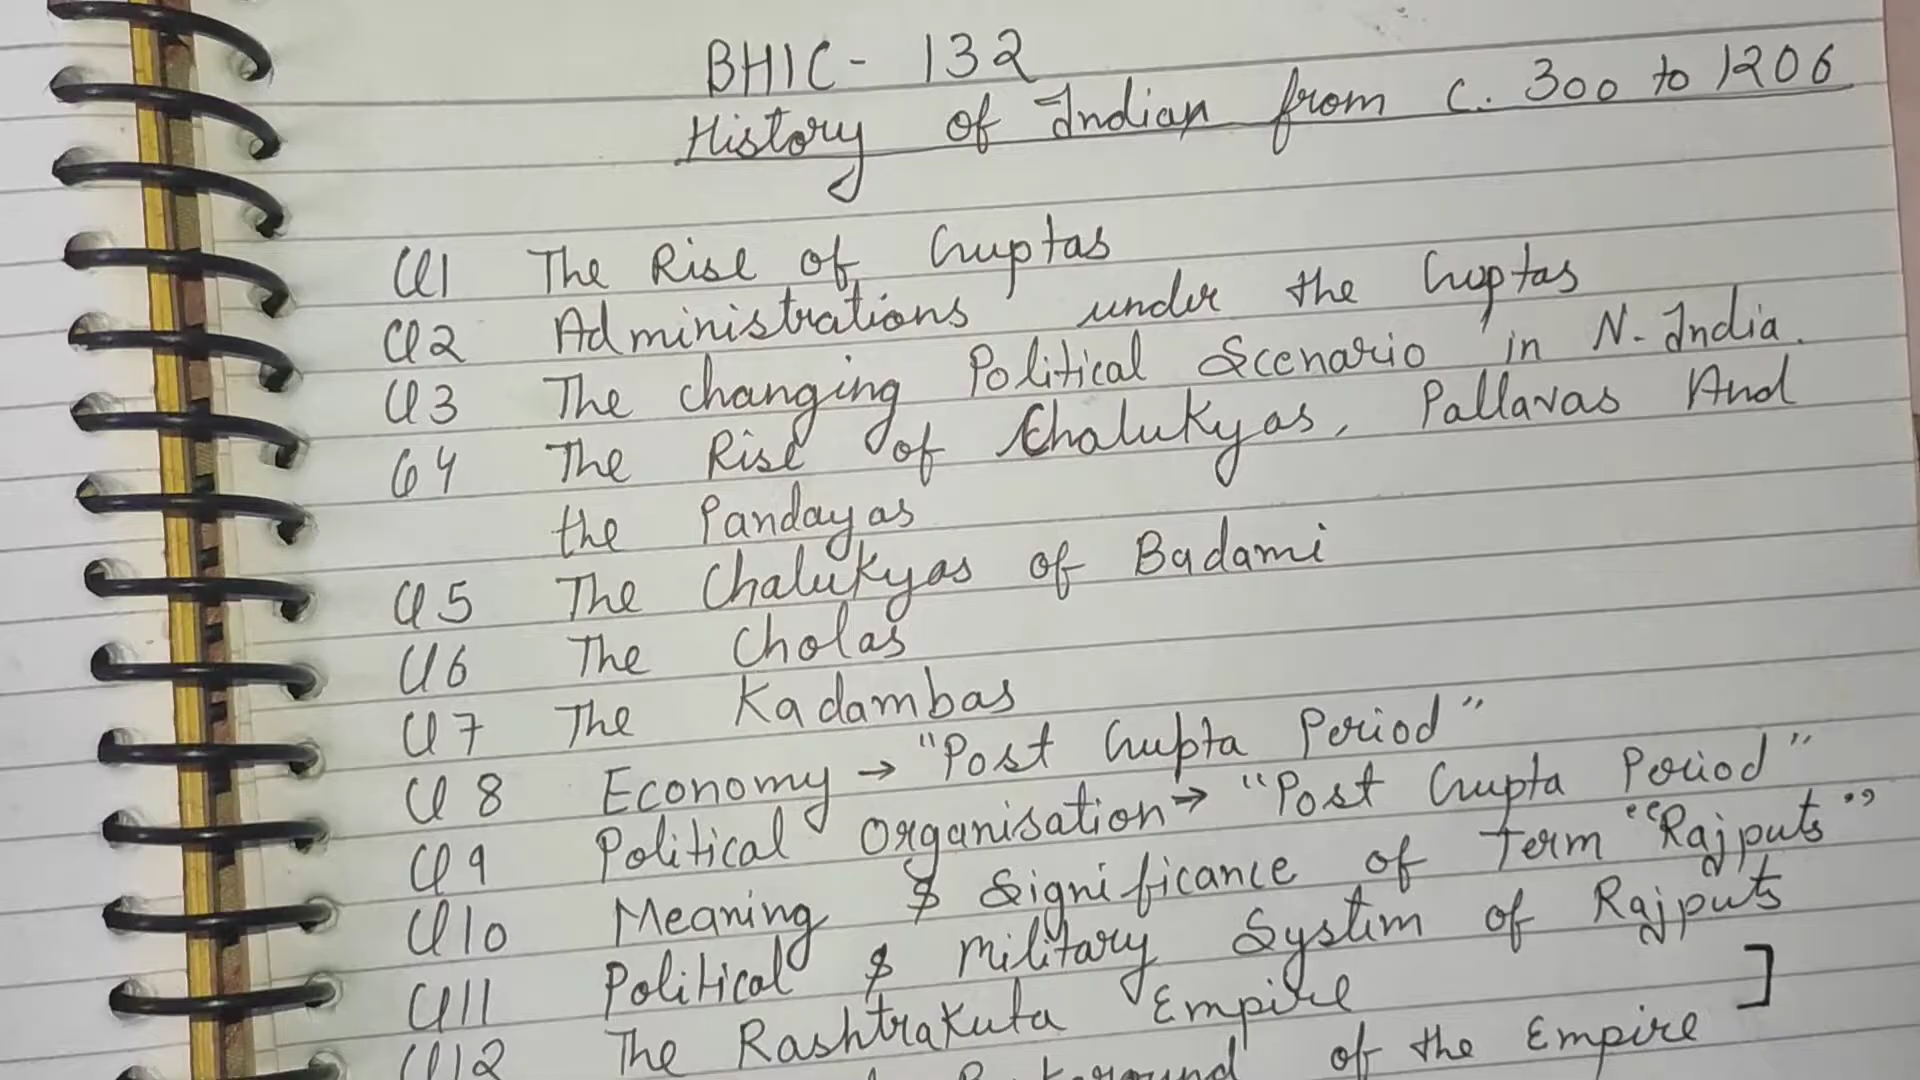 BHIC - 132
History of Indian from c. 300 to 1206
U1 The Rise of Guptas
U2 Administrations under the Guptas
U3 The changing Political Scenario in N. India.
U4 The Rise of Chalukyas, Pallavas And
the Pandayas
U5 The Chalukyas of Badami
U6 The Cholas
U7 The Kadambas
U8 Economy → "Post Gupta Period"
U9 Political Organisation → "Post Gupta Period"
U10 Meaning & Significance of Term "Rajputs"
U11 Political & Military System of Rajputs
U12 The Rashtrakuta Empire ]
of the Empire